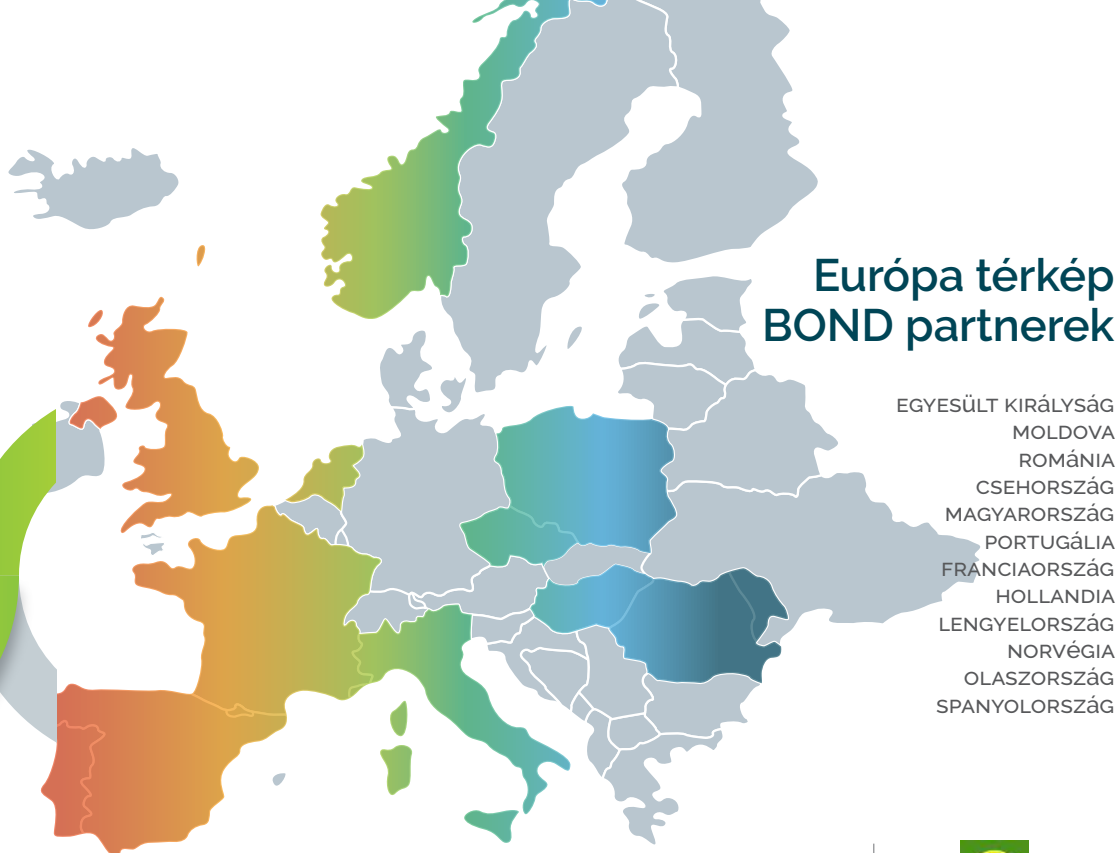 Európa térkép
BOND partnerek
EGYESÜLT KIRáLYSáG
MOLDOVA
ROMáNIA
CSEHORSZáG
MAGYARORSZáG
PORTUGáLIA
FRANCIAORSZáG
HOLLANDIA
LENGYELORSZáG
NORVéGIA
OLASZORSZáG
SPANYOLORSZáG